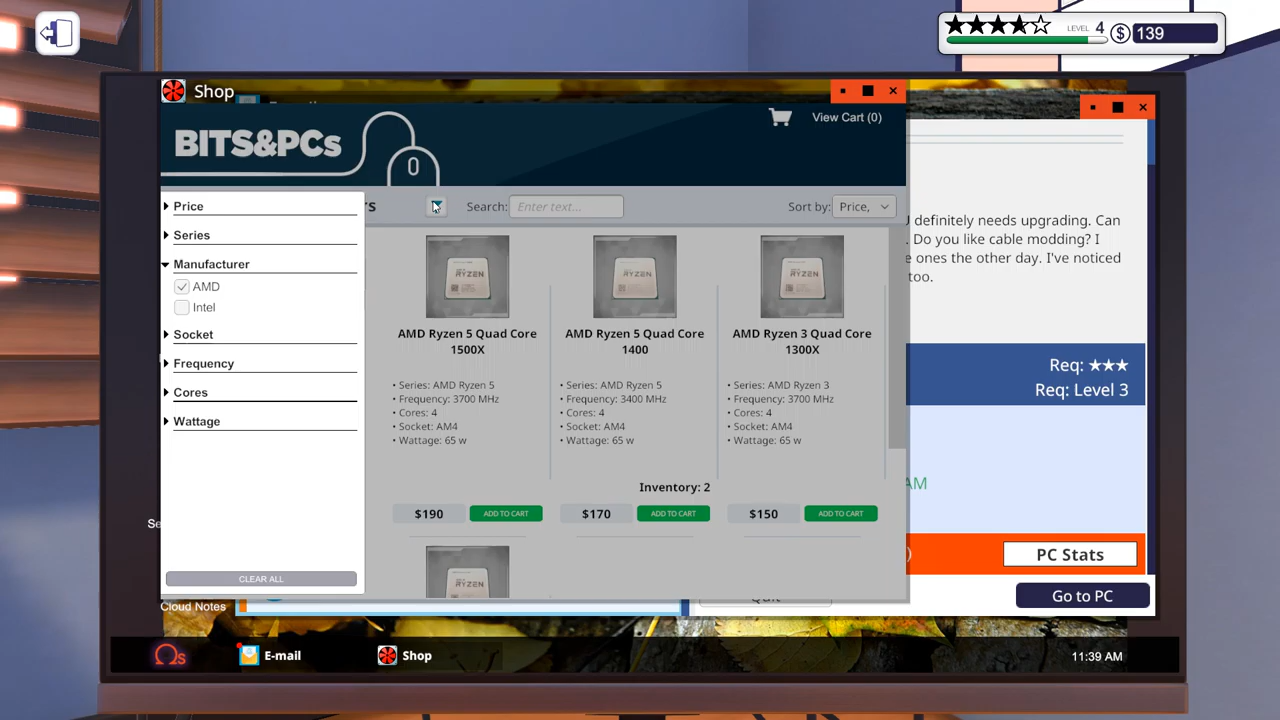 LEVEL 4
$ 139
Shop
BITS&PCs
View Cart (0)
Price
Series
Manufacturer
AMD
Intel
Socket
Frequency
Cores
Wattage
CLEAR ALL
Search: Enter text...
Sort by: Price,
AMD Ryzen 5 Quad Core
1500X
• Series: AMD Ryzen 5
• Frequency: 3700 MHz
• Cores: 4
• Socket: AM4
• Wattage: 65 w
$190 ADD TO CART
AMD Ryzen 5 Quad Core
1400
• Series: AMD Ryzen 5
• Frequency: 3400 MHz
• Cores: 4
• Socket: AM4
• Wattage: 65 w
Inventory: 2
$170 ADD TO CART
AMD Ryzen 3 Quad Core
1300X
• Series: AMD Ryzen 3
• Frequency: 3700 MHz
• Cores: 4
• Socket: AM4
• Wattage: 65 w
$150 ADD TO CART
RYZEN
RYZEN
RYZEN
definitely needs upgrading. Can
. Do you like cable modding? I
ones the other day. I've noticed
too.
Req: ★★★
Req: Level 3
AM
PC Stats
Go to PC
Cloud Notes
Os
E-mail
Shop
11:39 AM